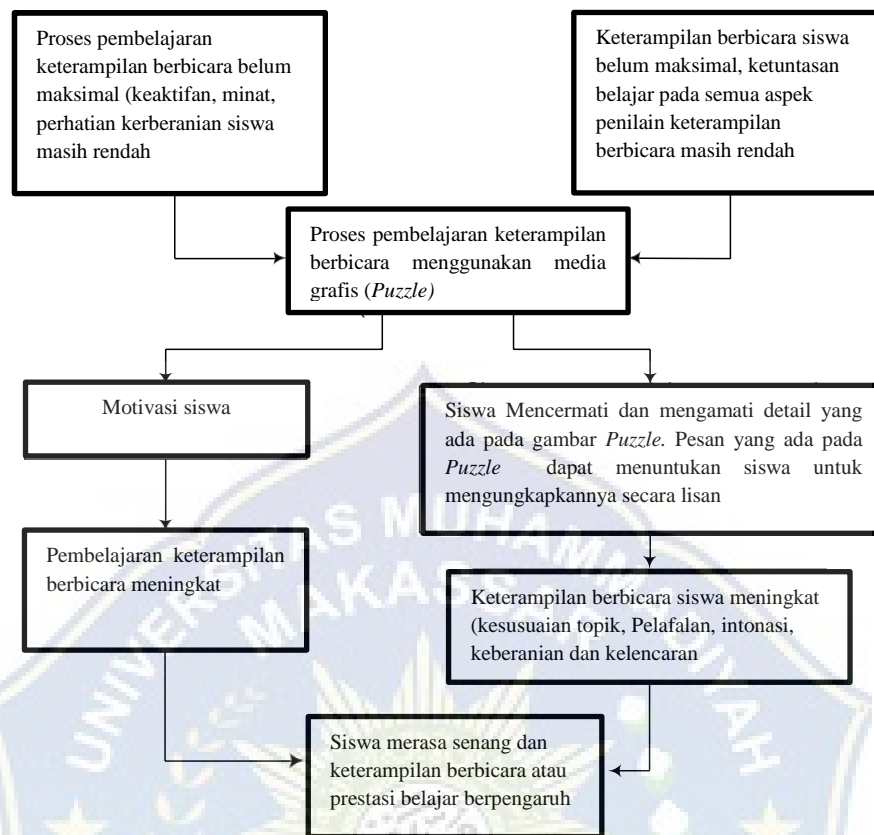 Proses pembelajaran
keterampilan berbicara belum
maksimal (keaktifan, minat,
perhatian kerberanian siswa
masih rendah
Keterampilan berbicara siswa
belum maksimal, ketuntasan
belajar pada semua aspek
penilain keterampilan
berbicara masih rendah
Proses pembelajaran keterampilan
berbicara menggunakan media
grafis (Puzzle)
Motivasi siswa
Siswa Mencermati dan mengamati detail yang
ada pada gambar Puzzle. Pesan yang ada pada
Puzzle dapat menuntukan siswa untuk
mengungkapkannya secara lisan
Pembelajaran keterampilan
berbicara meningkat
Keterampilan berbicara siswa meningkat
(kesusuaian topik, Pelafalan, intonasi,
keberanian dan kelencaran
Siswa merasa senang dan
keterampilan berbicara atau
prestasi belajar berpengaruh
UNIVERSITAS MUHAMMADIYAH
MAKASSAR